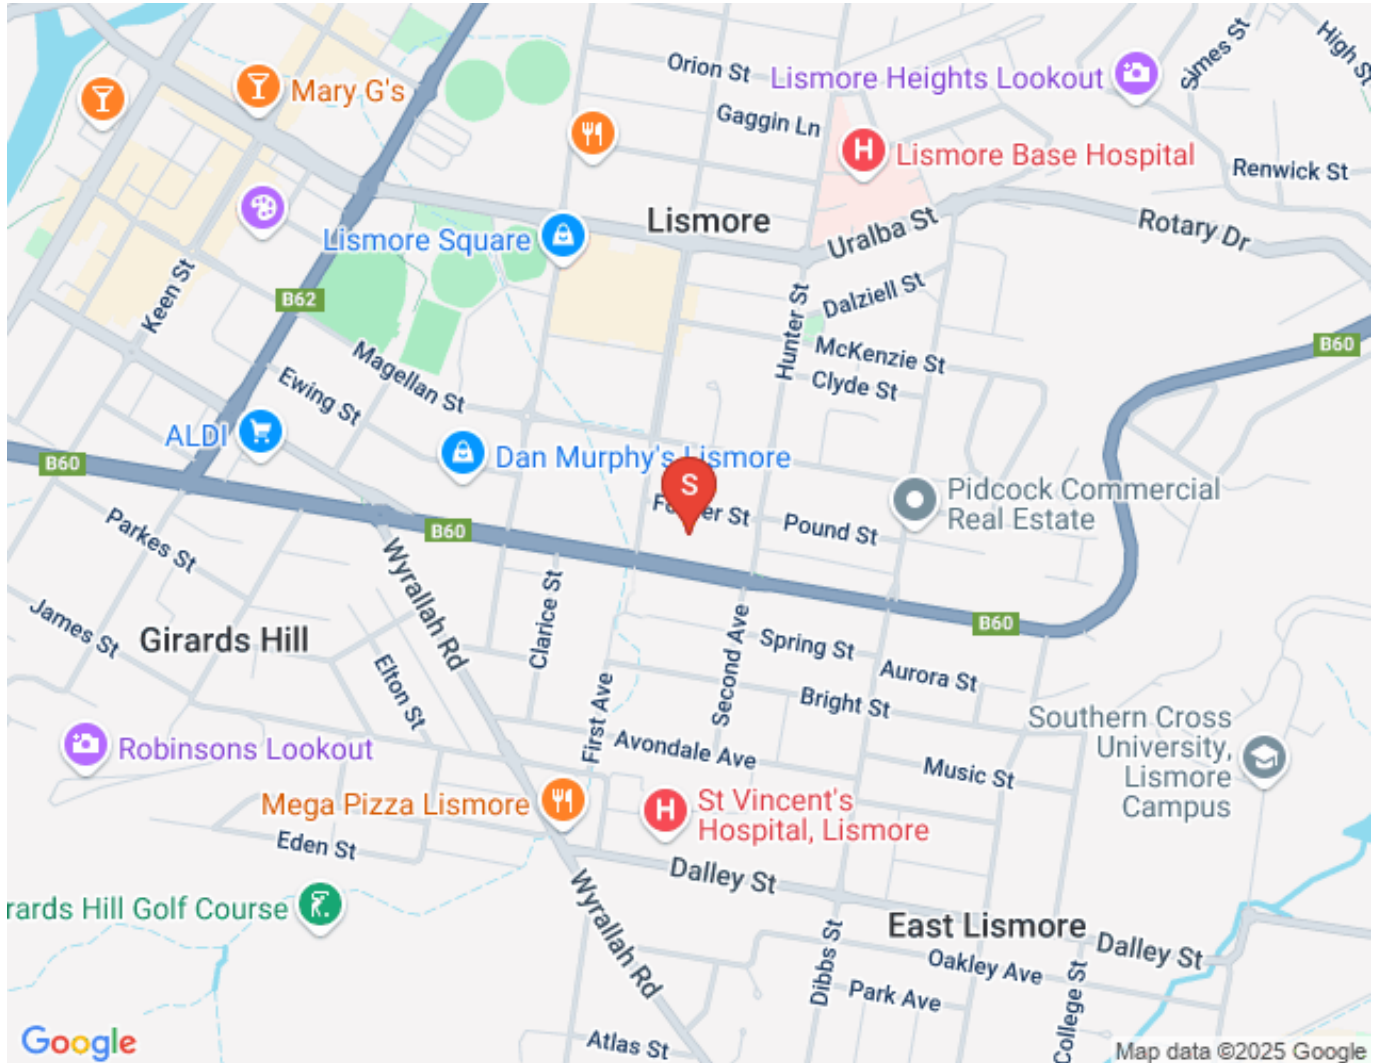 Orion St
Simes St
High St
Lismore Heights Lookout
Mary G's
Gaggin Ln
Lismore Base Hospital
Renwick St
Lismore
Uralba St
Rotary Dr
Lismore Square
Keen St
B62
Dalziell St
Hunter St
McKenzie St
B60
Magellan St
Ewing St
Clyde St
ALDI
B60
Dan Murphy's Lismore
S
Pidcock Commercial
Real Estate
Pound St
Parkes St
B60
Wyrallah Rd
Clarice St
James St
Girards Hill
B60
Spring St
Second Ave
Aurora St
Elton St
Bright St
First Ave
Southern Cross
University,
Lismore
Campus
Robinsons Lookout
Avondale Ave
Music St
Mega Pizza Lismore
H
St Vincent's
Hospital, Lismore
H
Eden St
Dalley St
rards Hill Golf Course
Wyrallah Rd
East Lismore
Dalley St
Dibbs St
Oakley Ave
Park Ave
College St
Atlas St
Google
Map data ©2025 Google